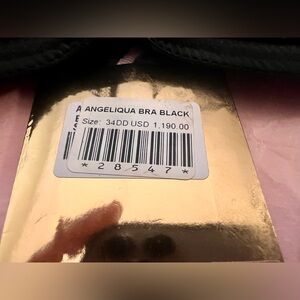 ANGELIQUA BRA BLACK
Size: 34DD USD 1,190.00
*28547*